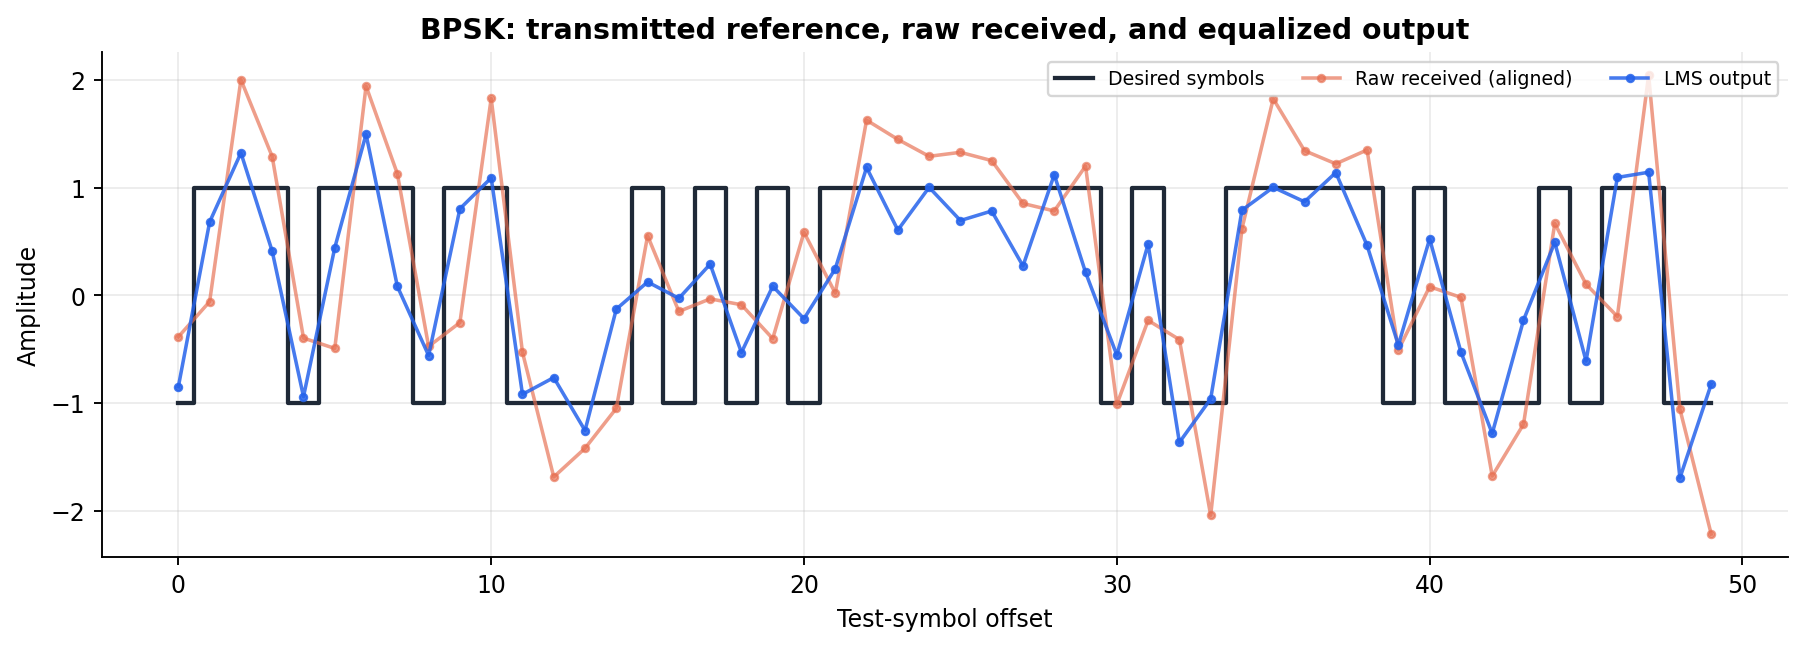 BPSK: transmitted reference, raw received, and equalized output
Desired symbols
Raw received (aligned)
LMS output
Amplitude
2
1
0
−1
−2
0
10
20
30
40
50
Test-symbol offset